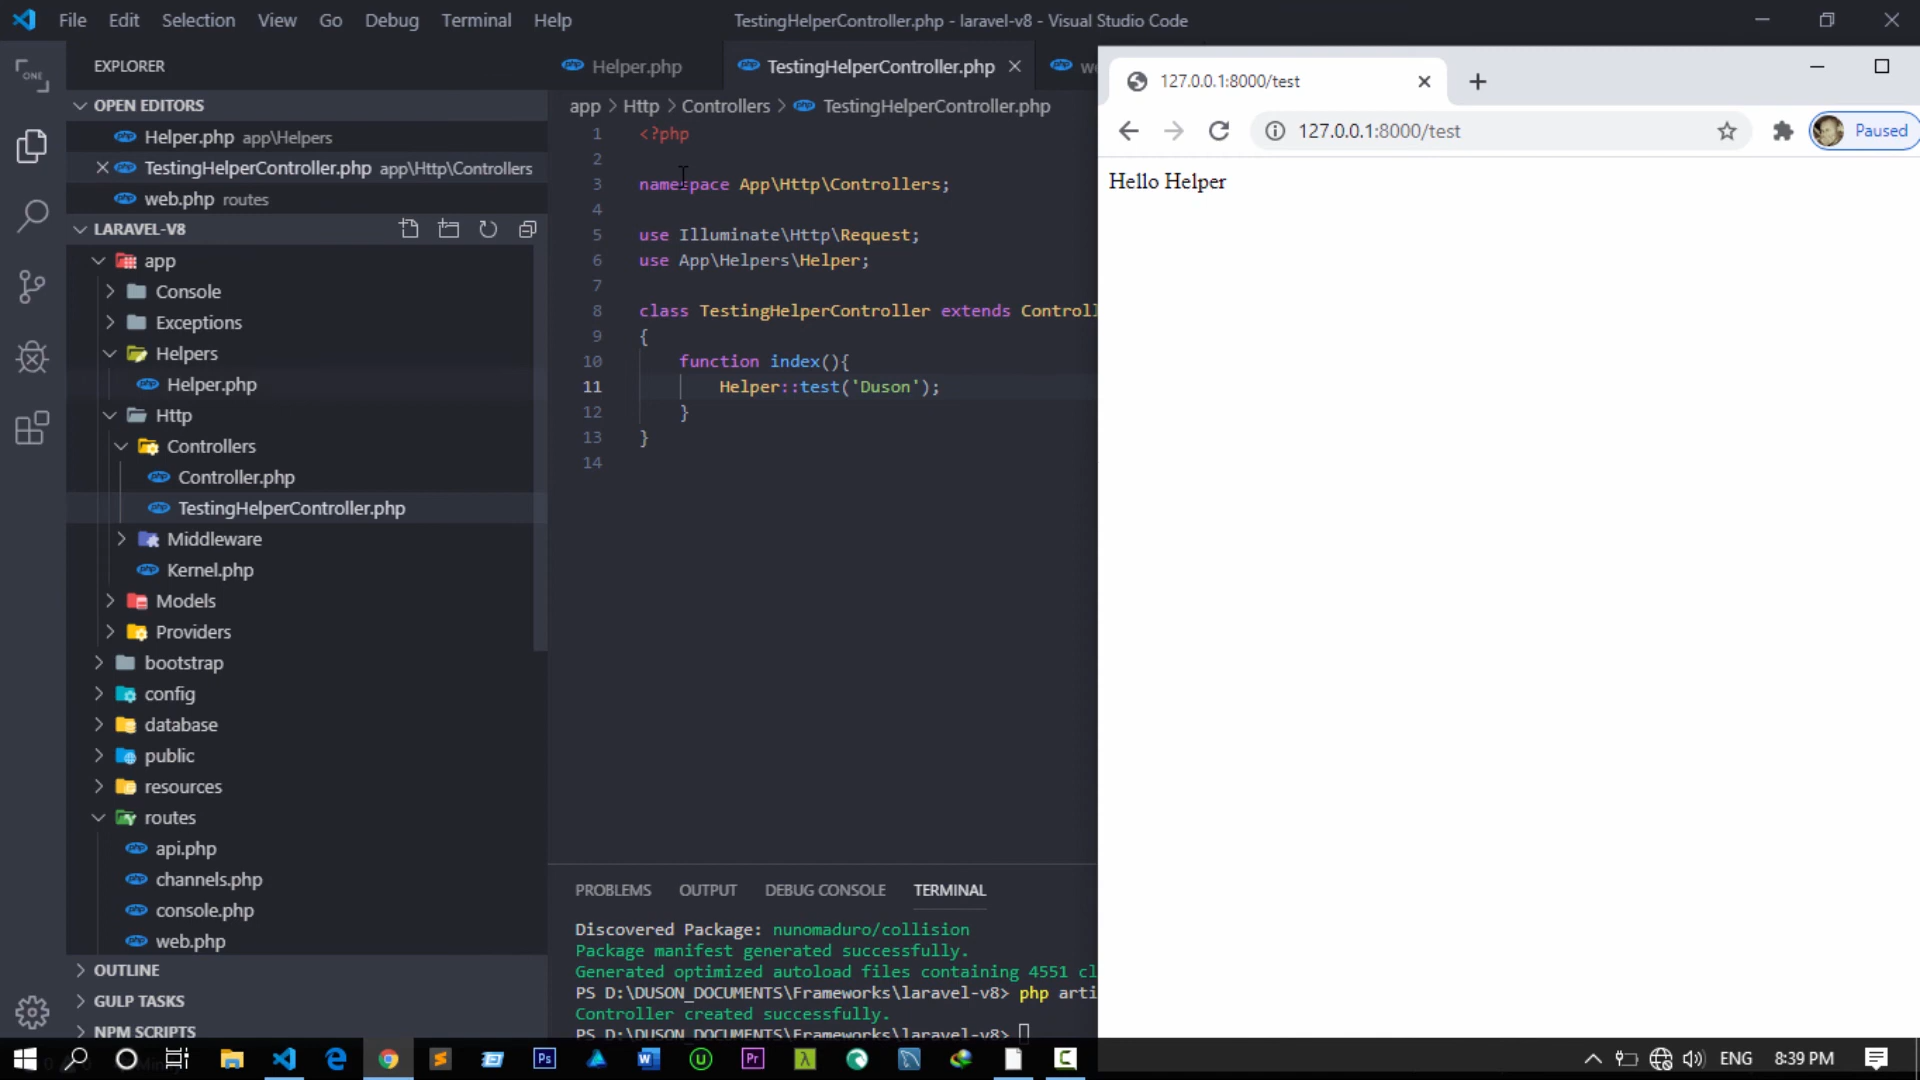 File Edit Selection View Go Debug Terminal Help
TestingHelperController.php - laravel-v8 - Visual Studio Code
ONE
EXPLORER
OPEN EDITORS
Helper.php app\Helpers
TestingHelperController.php app\Http\Controllers
web.php routes
LARAVEL-V8
app
Console
Exceptions
Helpers
Helper.php
Http
Controllers
Controller.php
TestingHelperController.php
Middleware
Kernel.php
Models
Providers
bootstrap
config
database
public
resources
routes
api.php
channels.php
console.php
web.php
OUTLINE
GULP TASKS
NPM SCRIPTS
Helper.php
TestingHelperController.php
app > Http > Controllers > TestingHelperController.php
1 <?php
2
3 namespace App\Http\Controllers;
4
5 use Illuminate\Http\Request;
6 use App\Helpers\Helper;
7
8 class TestingHelperController extends Controll
9 {
10 function index(){
11 Helper::test('Duson');
12 }
13 }
14
PROBLEMS OUTPUT DEBUG CONSOLE TERMINAL
Discovered Package: nunomaduro/collision
Package manifest generated successfully.
Generated optimized autoload files containing 4551 cl
PS D:\DUSON_DOCUMENTS\Frameworks\laravel-v8> php arti
Controller created successfully.
PS D:\DUSON_DOCUMENTS\Frameworks\laravel-v8>
127.0.0.1:8000/test
127.0.0.1:8000/test
Paused
Hello Helper
ENG 8:39 PM